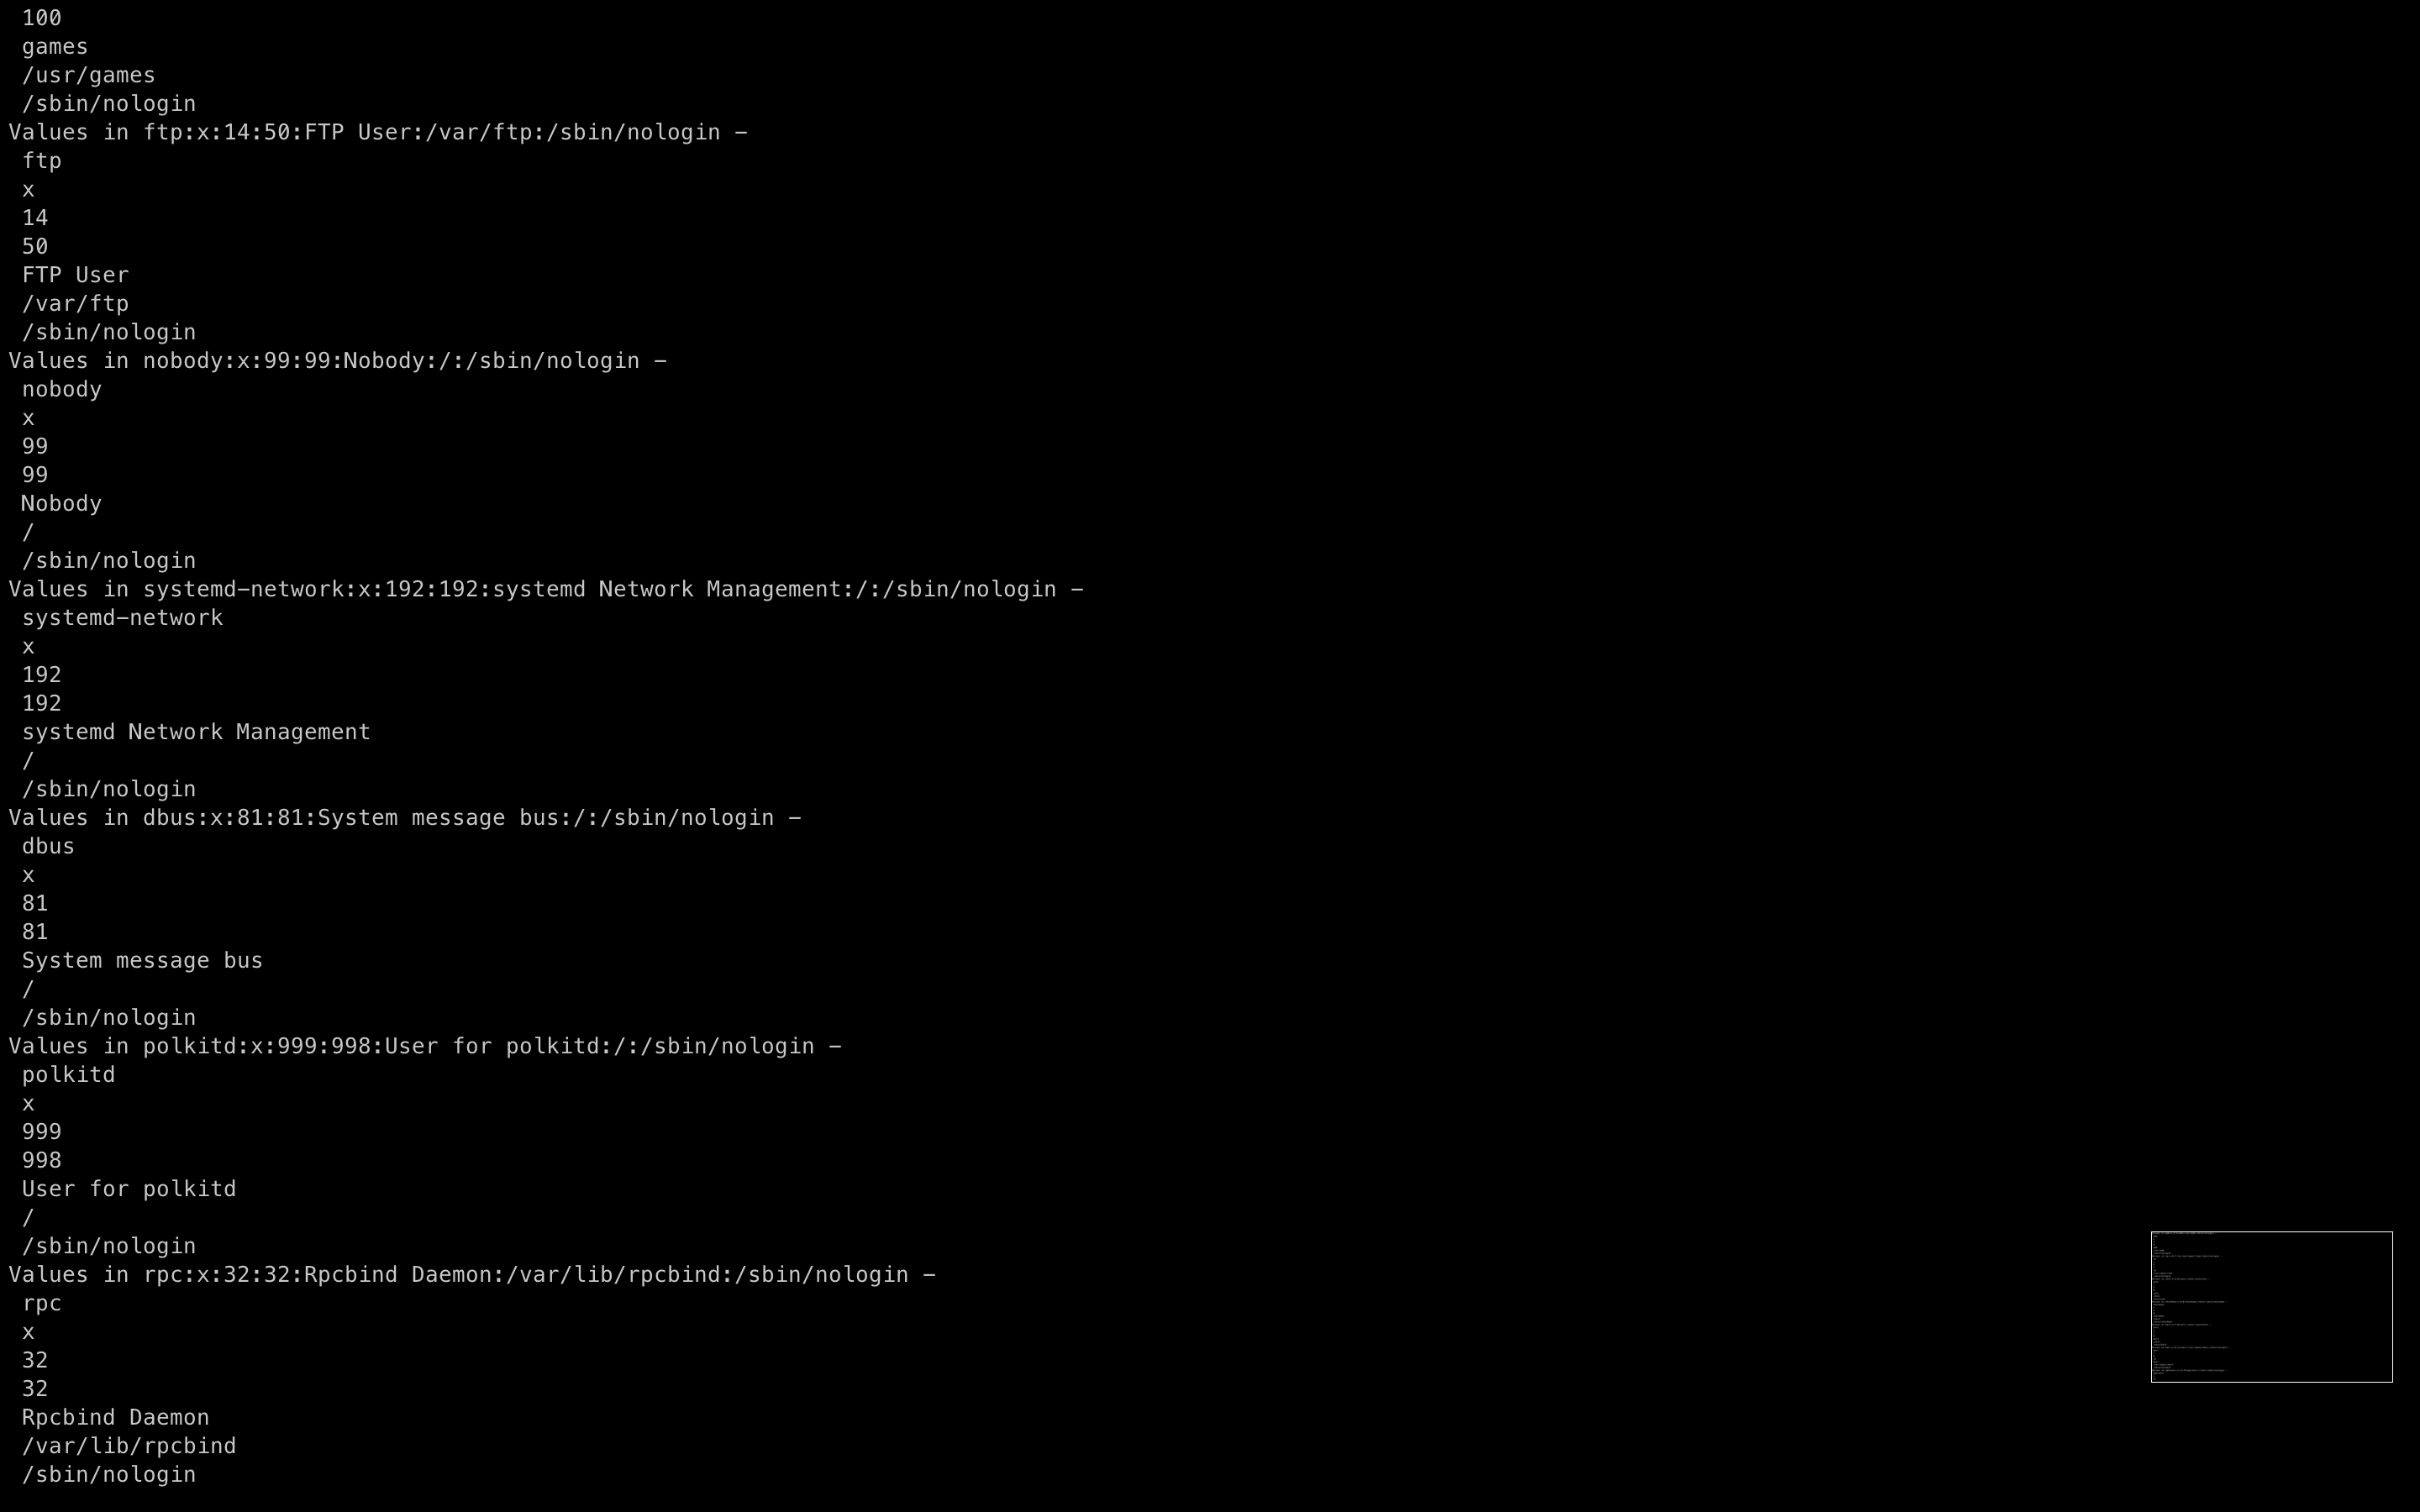 100
games
/usr/games
/sbin/nologin
Values in ftp:x:14:50:FTP User:/var/ftp:/sbin/nologin –
ftp
x
14
50
FTP User
/var/ftp
/sbin/nologin
Values in nobody:x:99:99:Nobody:/:/sbin/nologin –
nobody
x
99
99
Nobody
/
/sbin/nologin
Values in systemd-network:x:192:192:systemd Network Management:/:/sbin/nologin –
systemd-network
x
192
192
systemd Network Management
/
/sbin/nologin
Values in dbus:x:81:81:System message bus:/:/sbin/nologin –
dbus
x
81
81
System message bus
/
/sbin/nologin
Values in polkitd:x:999:998:User for polkitd:/:/sbin/nologin –
polkitd
x
999
998
User for polkitd
/
/sbin/nologin
Values in rpc:x:32:32:Rpcbind Daemon:/var/lib/rpcbind:/sbin/nologin –
rpc
x
32
32
Rpcbind Daemon
/var/lib/rpcbind
/sbin/nologin